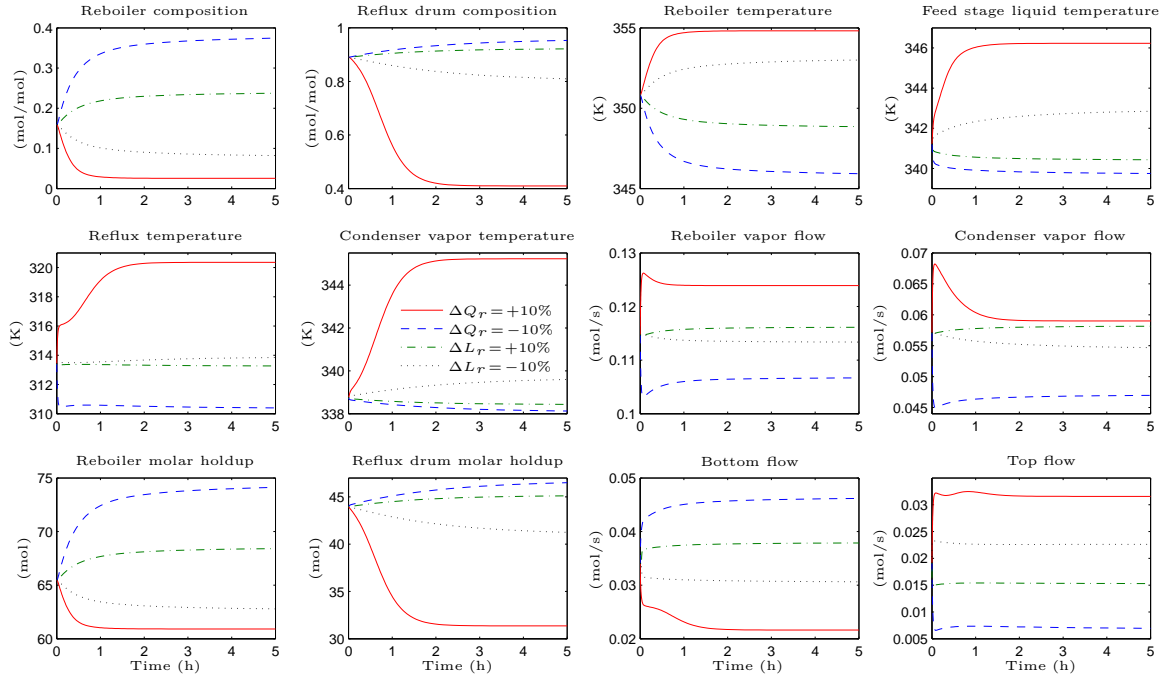 Reboiler composition
0.4
0.3
0.2
0.1
0
(mol/mol)
0 1 2 3 4 5
Reflux drum composition
1
0.8
0.6
0.4
(mol/mol)
0 1 2 3 4 5
Reboiler temperature
355
350
345
(K)
0 1 2 3 4 5
Feed stage liquid temperature
346
344
342
340
(K)
0 1 2 3 4 5
Reflux temperature
320
318
316
314
312
310
(K)
0 1 2 3 4 5
Condenser vapor temperature
344
342
340
338
(K)
ΔQr=+10%
ΔQr=−10%
ΔLr=+10%
ΔLr=−10%
0 1 2 3 4 5
Reboiler vapor flow
0.13
0.12
0.11
0.1
(mol/s)
0 1 2 3 4 5
Condenser vapor flow
0.07
0.065
0.06
0.055
0.05
0.045
(mol/s)
0 1 2 3 4 5
Reboiler molar holdup
75
70
65
60
(mol)
0 1 2 3 4 5
Time (h)
Reflux drum molar holdup
45
40
35
30
(mol)
0 1 2 3 4 5
Time (h)
Bottom flow
0.05
0.04
0.03
0.02
(mol/s)
0 1 2 3 4 5
Time (h)
Top flow
0.03
0.025
0.02
0.015
0.01
0.005
(mol/s)
0 1 2 3 4 5
Time (h)